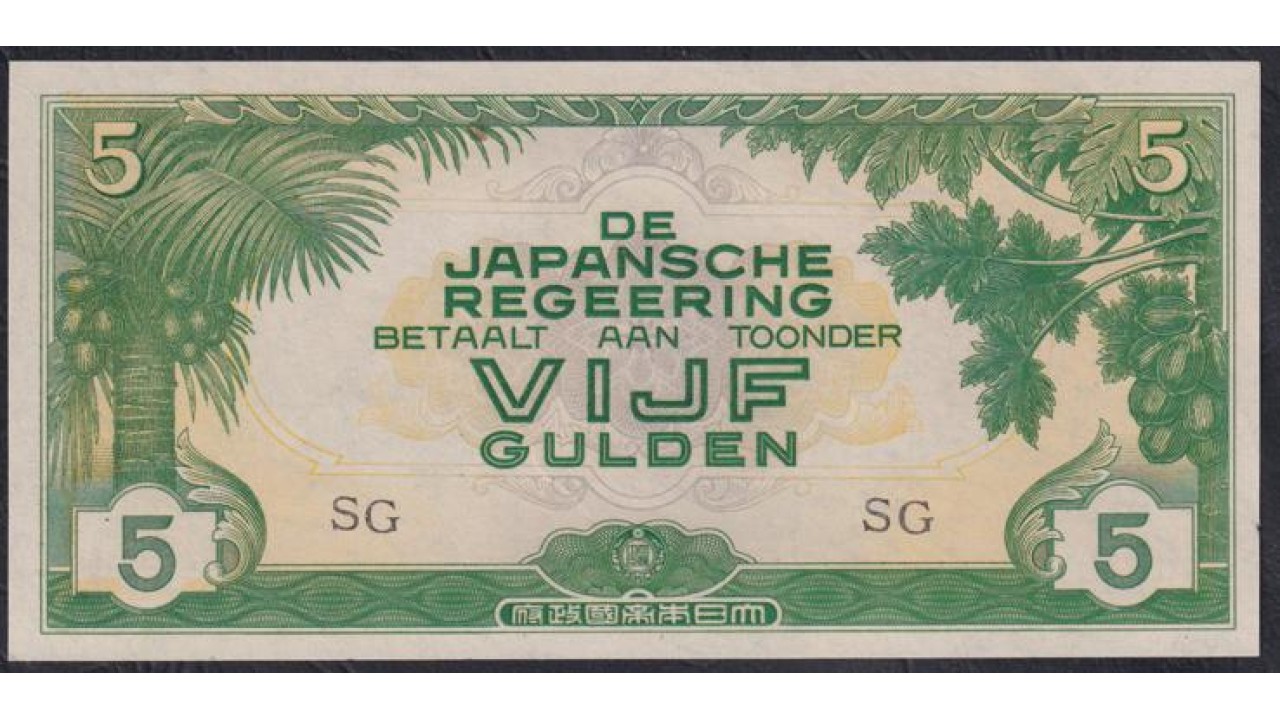 5 5
DE
JAPANSCHE
REGEERING
BETAALT AAN TOONDER
VIJF
GULDEN
SG SG
5 5
府政國帝本日大